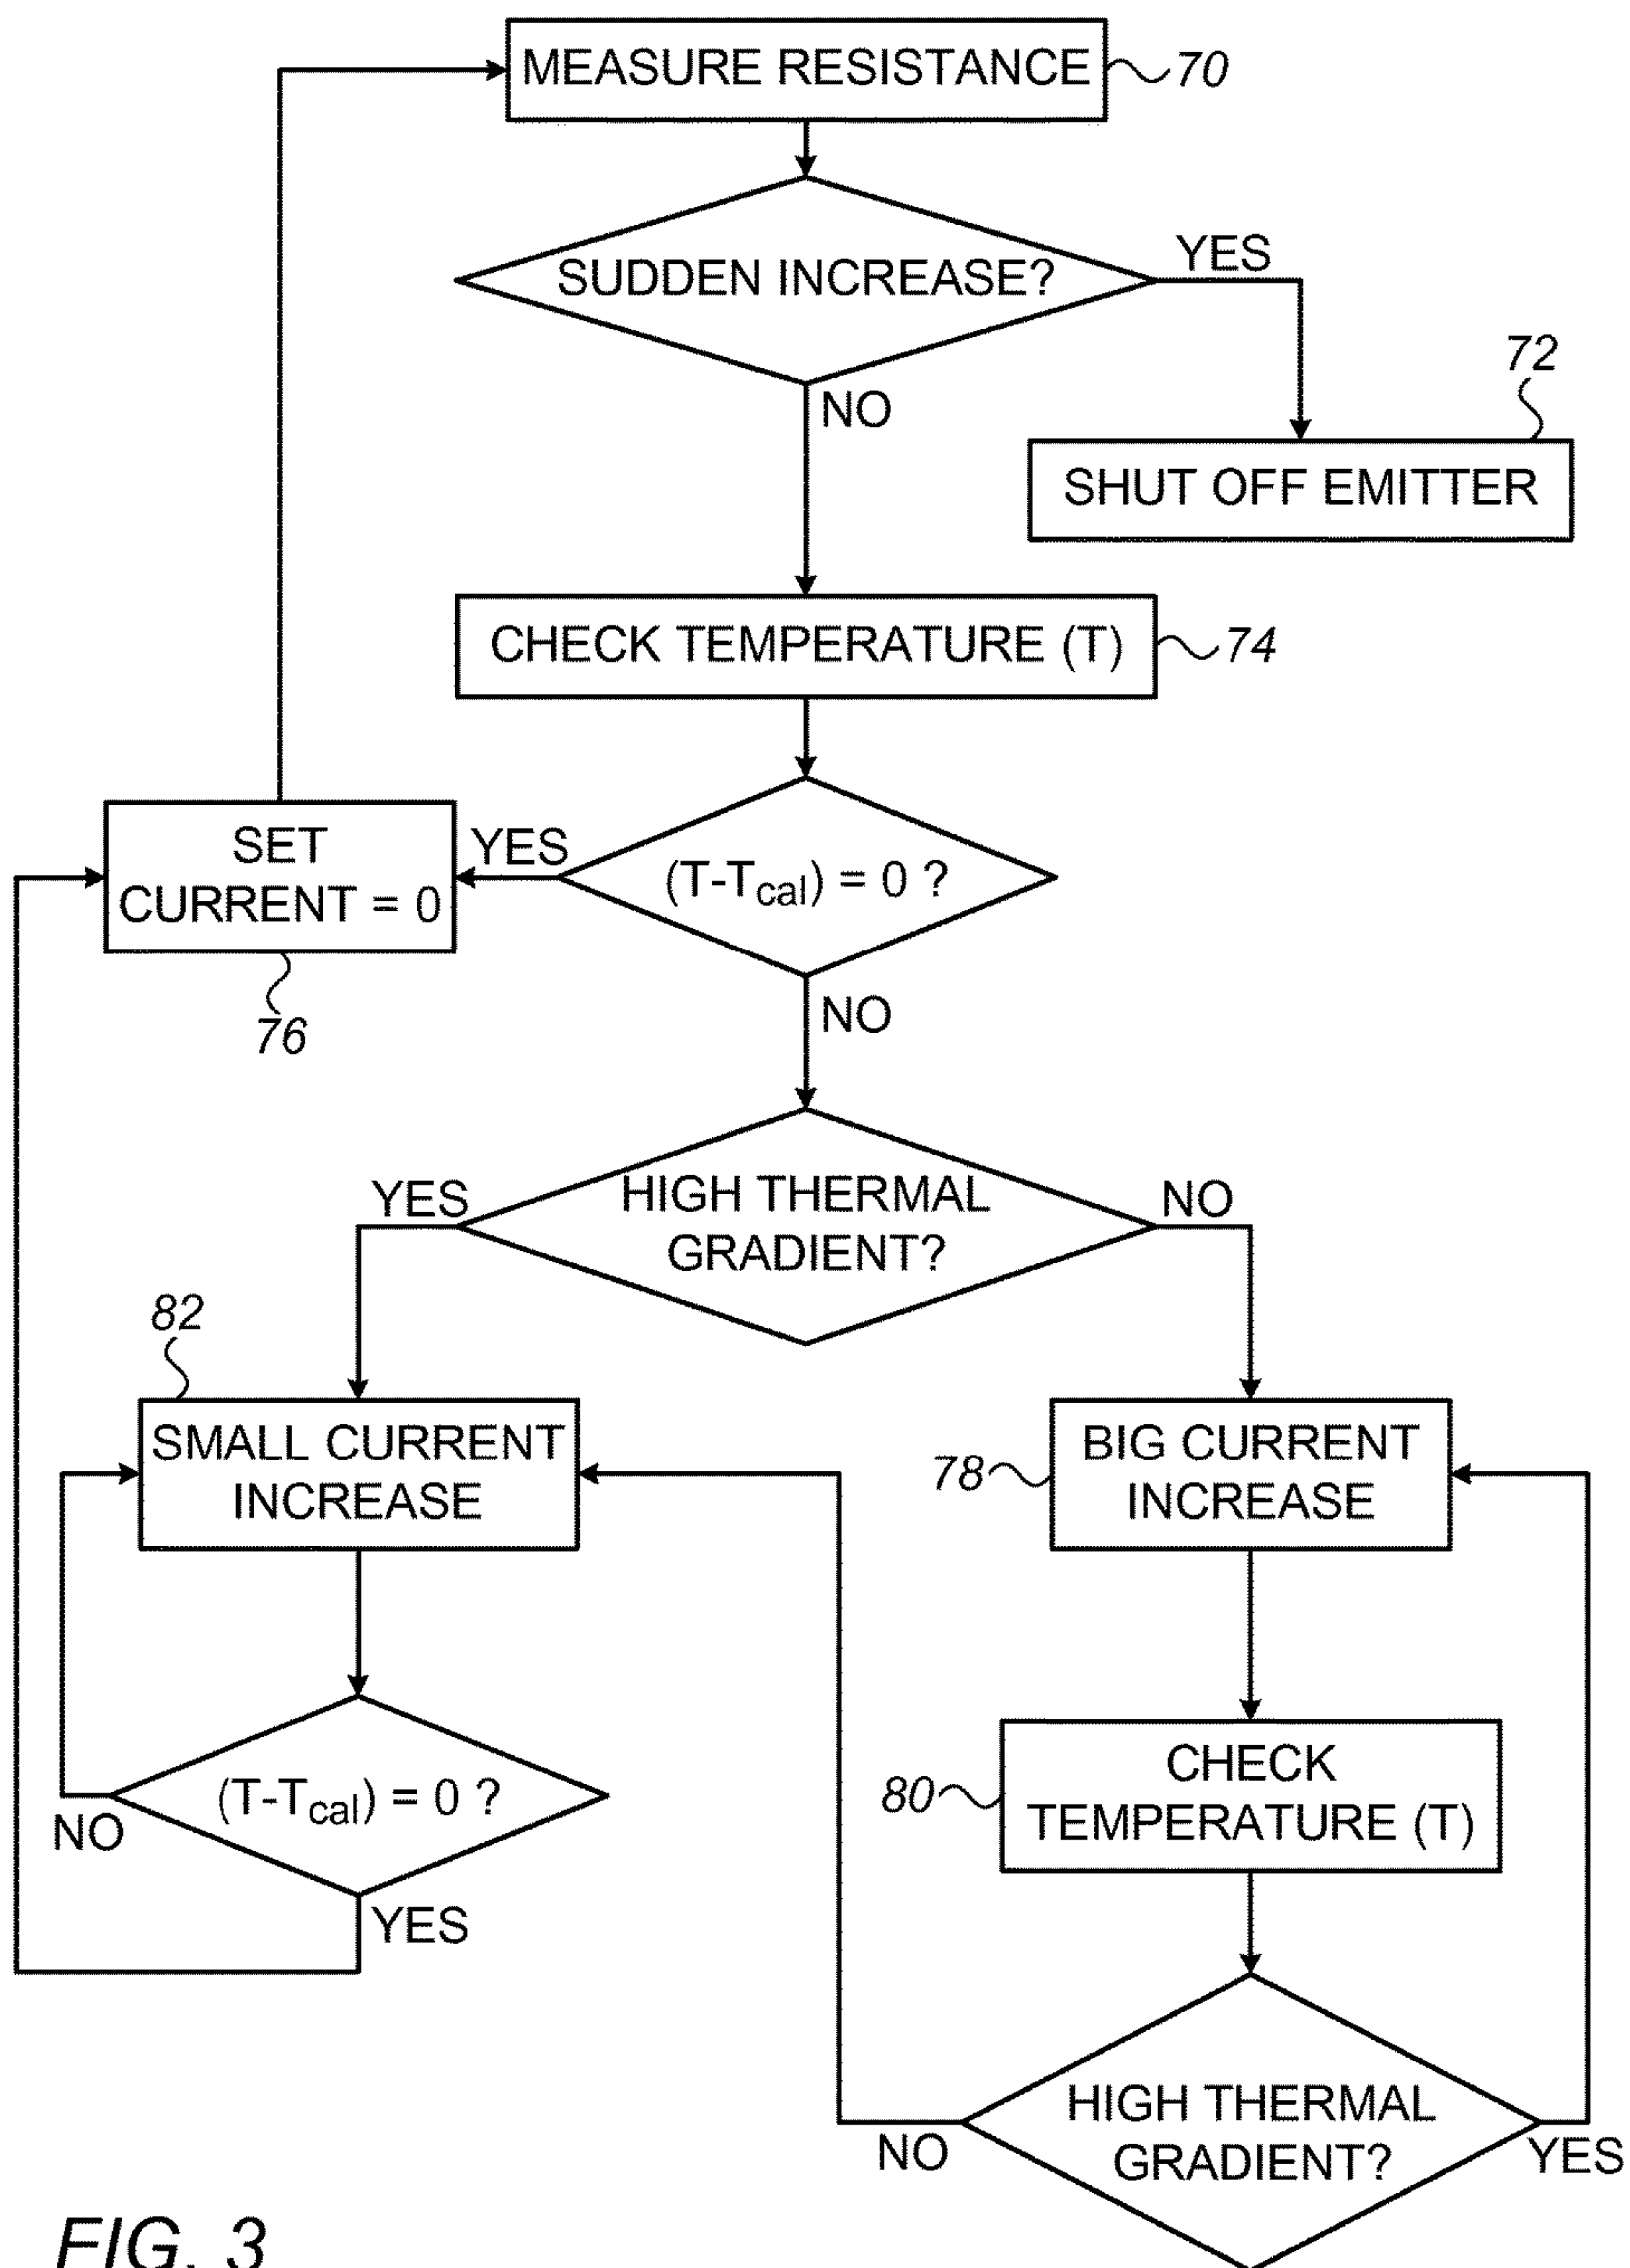 MEASURE RESISTANCE
70
SUDDEN INCREASE?
YES
NO
72
SHUT OFF EMITTER
CHECK TEMPERATURE (T)
74
SET
CURRENT = 0
YES
(T-Tcal) = 0 ?
76
NO
YES
HIGH THERMAL
GRADIENT?
NO
82
SMALL CURRENT
INCREASE
78
BIG CURRENT
INCREASE
(T-Tcal) = 0 ?
NO
YES
80
CHECK
TEMPERATURE (T)
HIGH THERMAL
GRADIENT?
NO
YES
FIG. 3